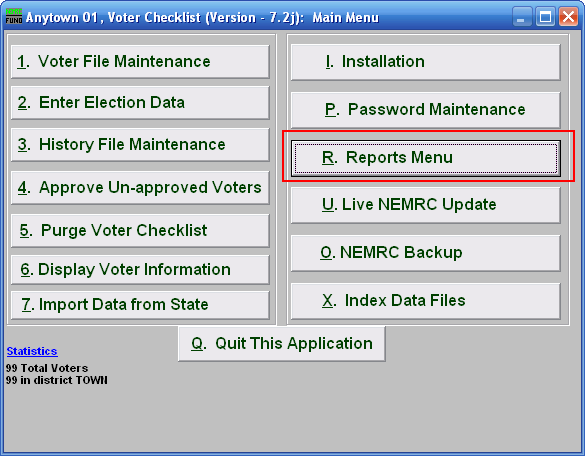 Anytown 01, Voter Checklist (Version - 7.2j):  Main Menu
1.  Voter File Maintenance
2.  Enter Election Data
3.  History File Maintenance
4.  Approve Un-approved Voters
5.  Purge Voter Checklist
6. Display Voter Information
7. Import Data from State
I.  Installation
P.  Password Maintenance
R.  Reports Menu
U. Live NEMRC Update
O. NEMRC Backup
X.  Index Data Files
Q.  Quit This Application
Statistics
99 Total Voters
99 in district TOWN